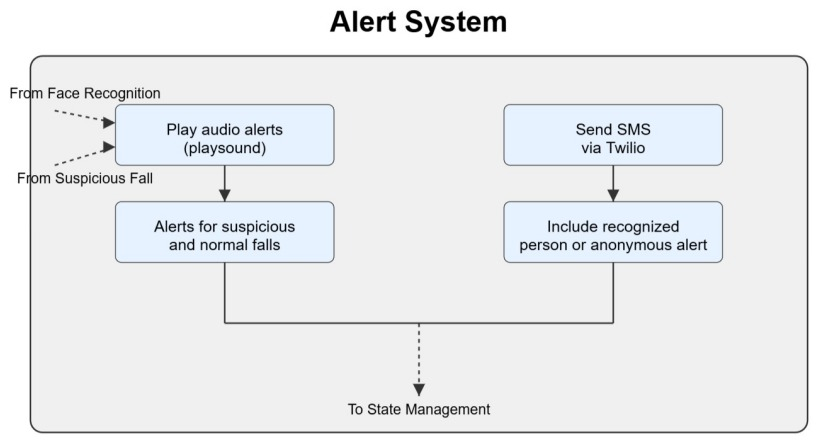 Alert System
From Face Recognition
Play audio alerts
(playsound)
From Suspicious Fall
Alerts for suspicious
and normal falls
Send SMS
via Twilio
Include recognized
person or anonymous alert
To State Management